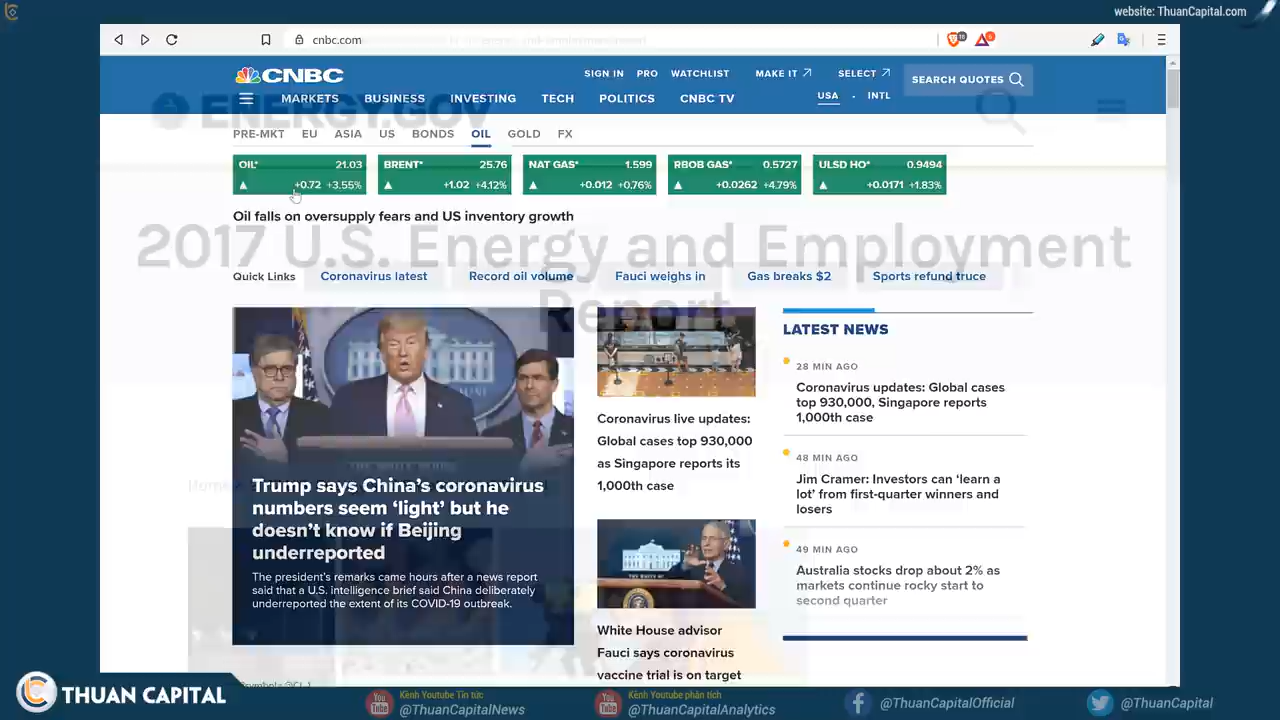 website: ThuanCapital.com
cnbc.com
CNBC
SIGN IN PRO WATCHLIST MAKE IT SELECT
SEARCH QUOTES
MARKETS BUSINESS INVESTING TECH POLITICS CNBC TV
USA - INTL
ENERGY.GOV
PRE-MKT EU ASIA US BONDS OIL GOLD FX
OIL* 21.03
+0.72 +3.55%
BRENT* 25.76
+1.02 +4.12%
NAT GAS* 1.599
+0.012 +0.76%
RBOB GAS* 0.5727
+0.0262 +4.79%
ULSD HO* 0.9494
+0.0171 +1.83%
Oil falls on oversupply fears and US inventory growth
2017 U.S. Energy and Employment
Report
Quick Links Coronavirus latest Record oil volume Fauci weighs in Gas breaks $2 Sports refund truce
Trump says China’s coronavirus
numbers seem ‘light’ but he
doesn’t know if Beijing
underreported
The president’s remarks came hours after a news report
said that a U.S. intelligence brief said China deliberately
underreported the extent of its COVID-19 outbreak.
Coronavirus live updates:
Global cases top 930,000
as Singapore reports its
1,000th case
White House advisor
Fauci says coronavirus
vaccine trial is on target
LATEST NEWS
28 MIN AGO
Coronavirus updates: Global cases
top 930,000, Singapore reports
1,000th case
48 MIN AGO
Jim Cramer: Investors can ‘learn a
lot’ from first-quarter winners and
losers
49 MIN AGO
Australia stocks drop about 2% as
markets continue rocky start to
second quarter
THUAN CAPITAL
Kênh Youtube Tin tức:
@ThuanCapitalNews
Kênh Youtube phân tích
@ThuanCapitalAnalytics
@ThuanCapitalOfficial
@ThuanCapital